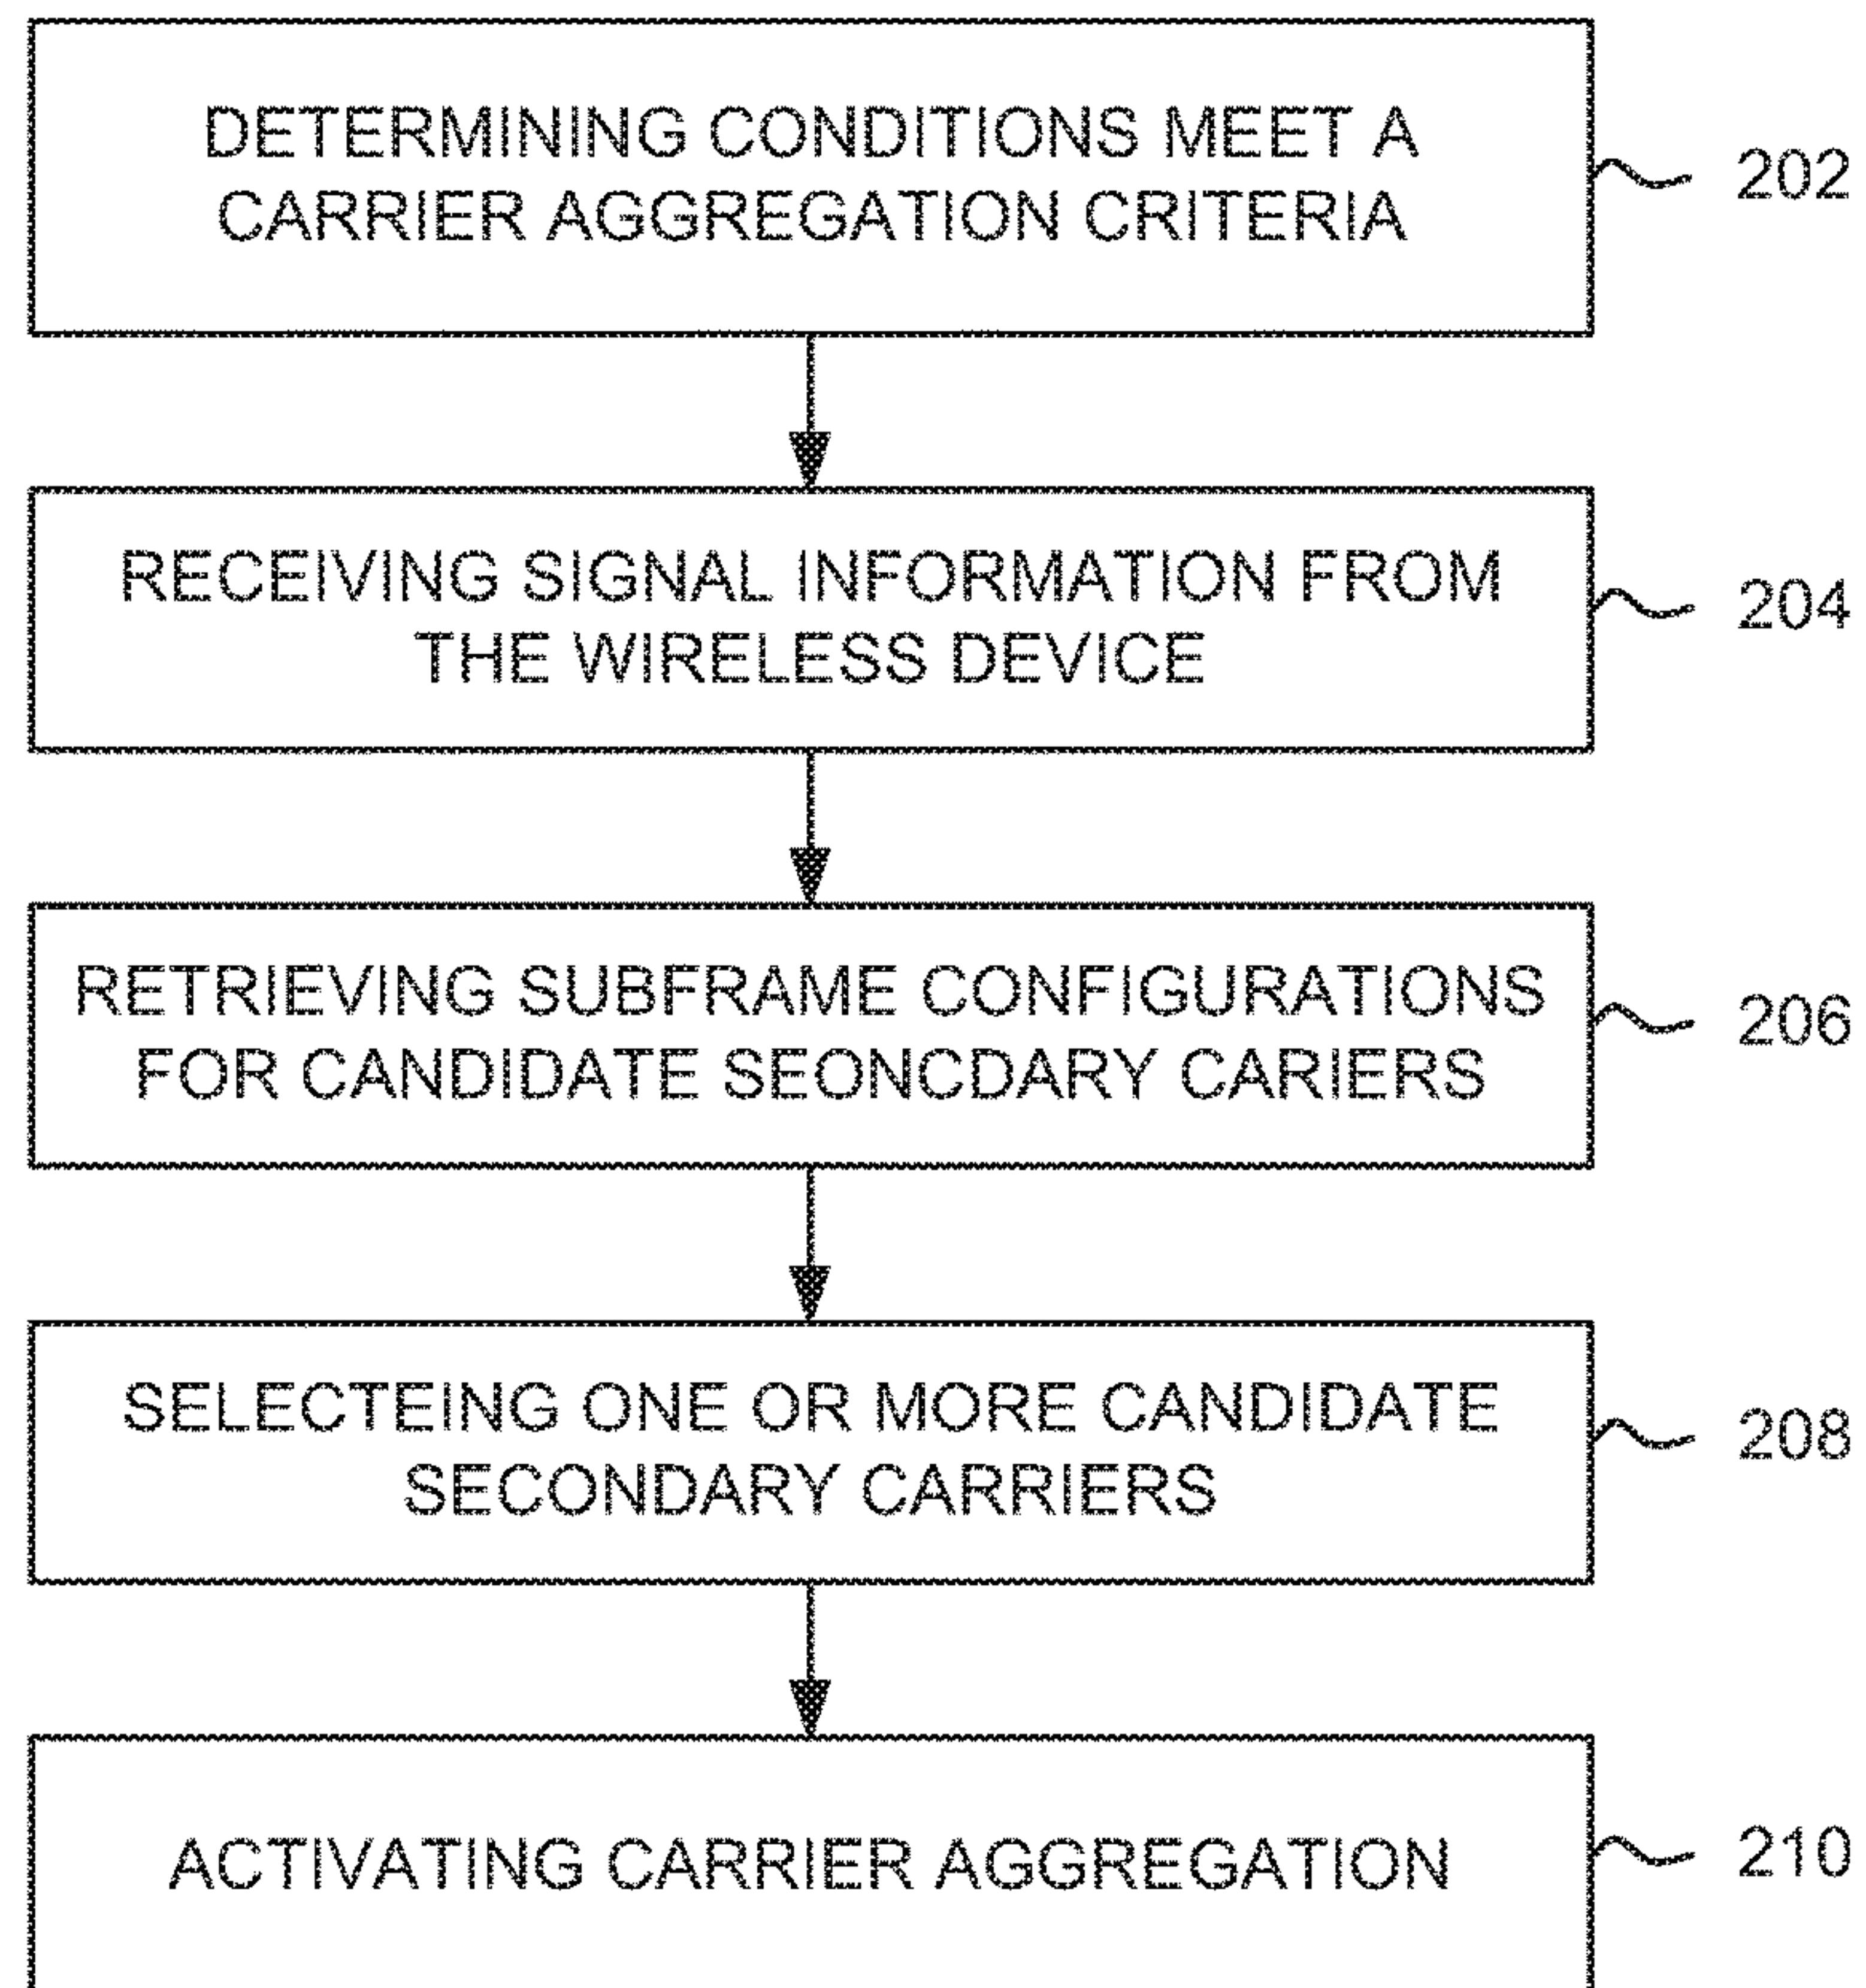 DETERMINING CONDITIONS MEET A
CARRIER AGGREGATION CRITERIA
202
RECEIVING SIGNAL INFORMATION FROM
THE WIRELESS DEVICE
204
RETRIEVING SUBFRAME CONFIGURATIONS
FOR CANDIDATE SEONCDARY CARIERS
206
SELECTEING ONE OR MORE CANDIDATE
SECONDARY CARRIERS
208
ACTIVATING CARRIER AGGREGATION
210